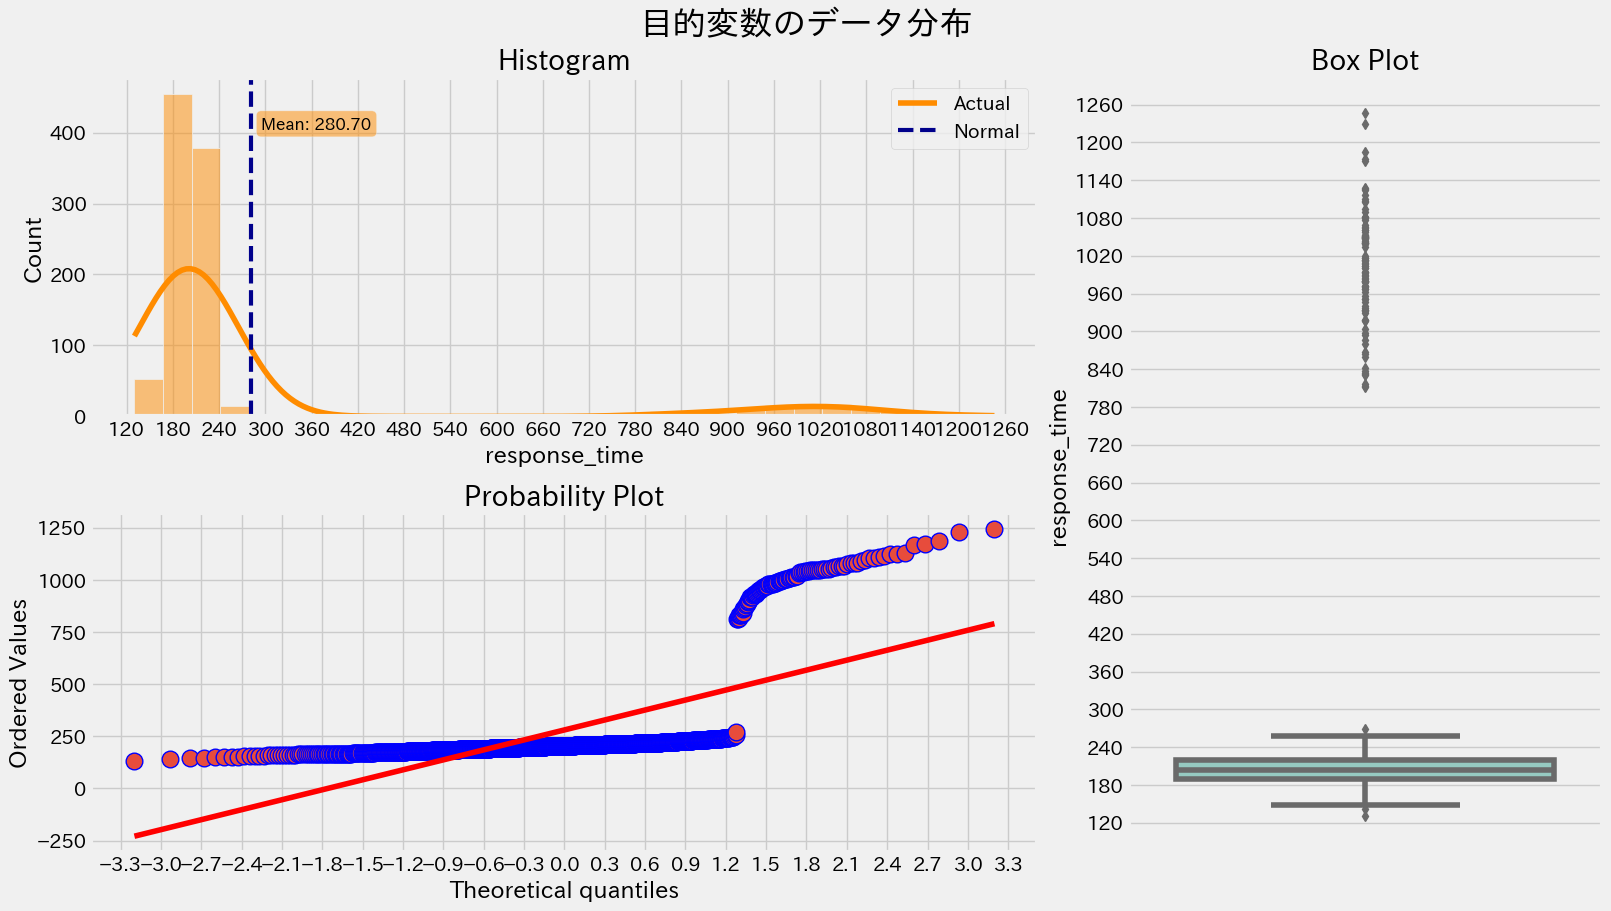 目的変数のデータ分布
Histogram
Actual
Normal
Mean: 280.70
Count
400
300
200
100
0
120 180 240 300 360 420 480 540 600 660 720 780 840 900 960 1020 1080 1140 1200 1260
response_time
Probability Plot
Ordered Values
1250
1000
750
500
250
0
−250
−3.3 −3.0 −2.7 −2.4 −2.1 −1.8 −1.5 −1.2 −0.9 −0.6 −0.3 0.0 0.3 0.6 0.9 1.2 1.5 1.8 2.1 2.4 2.7 3.0 3.3
Theoretical quantiles
Box Plot
response_time
1260
1200
1140
1080
1020
960
900
840
780
720
660
600
540
480
420
360
300
240
180
120